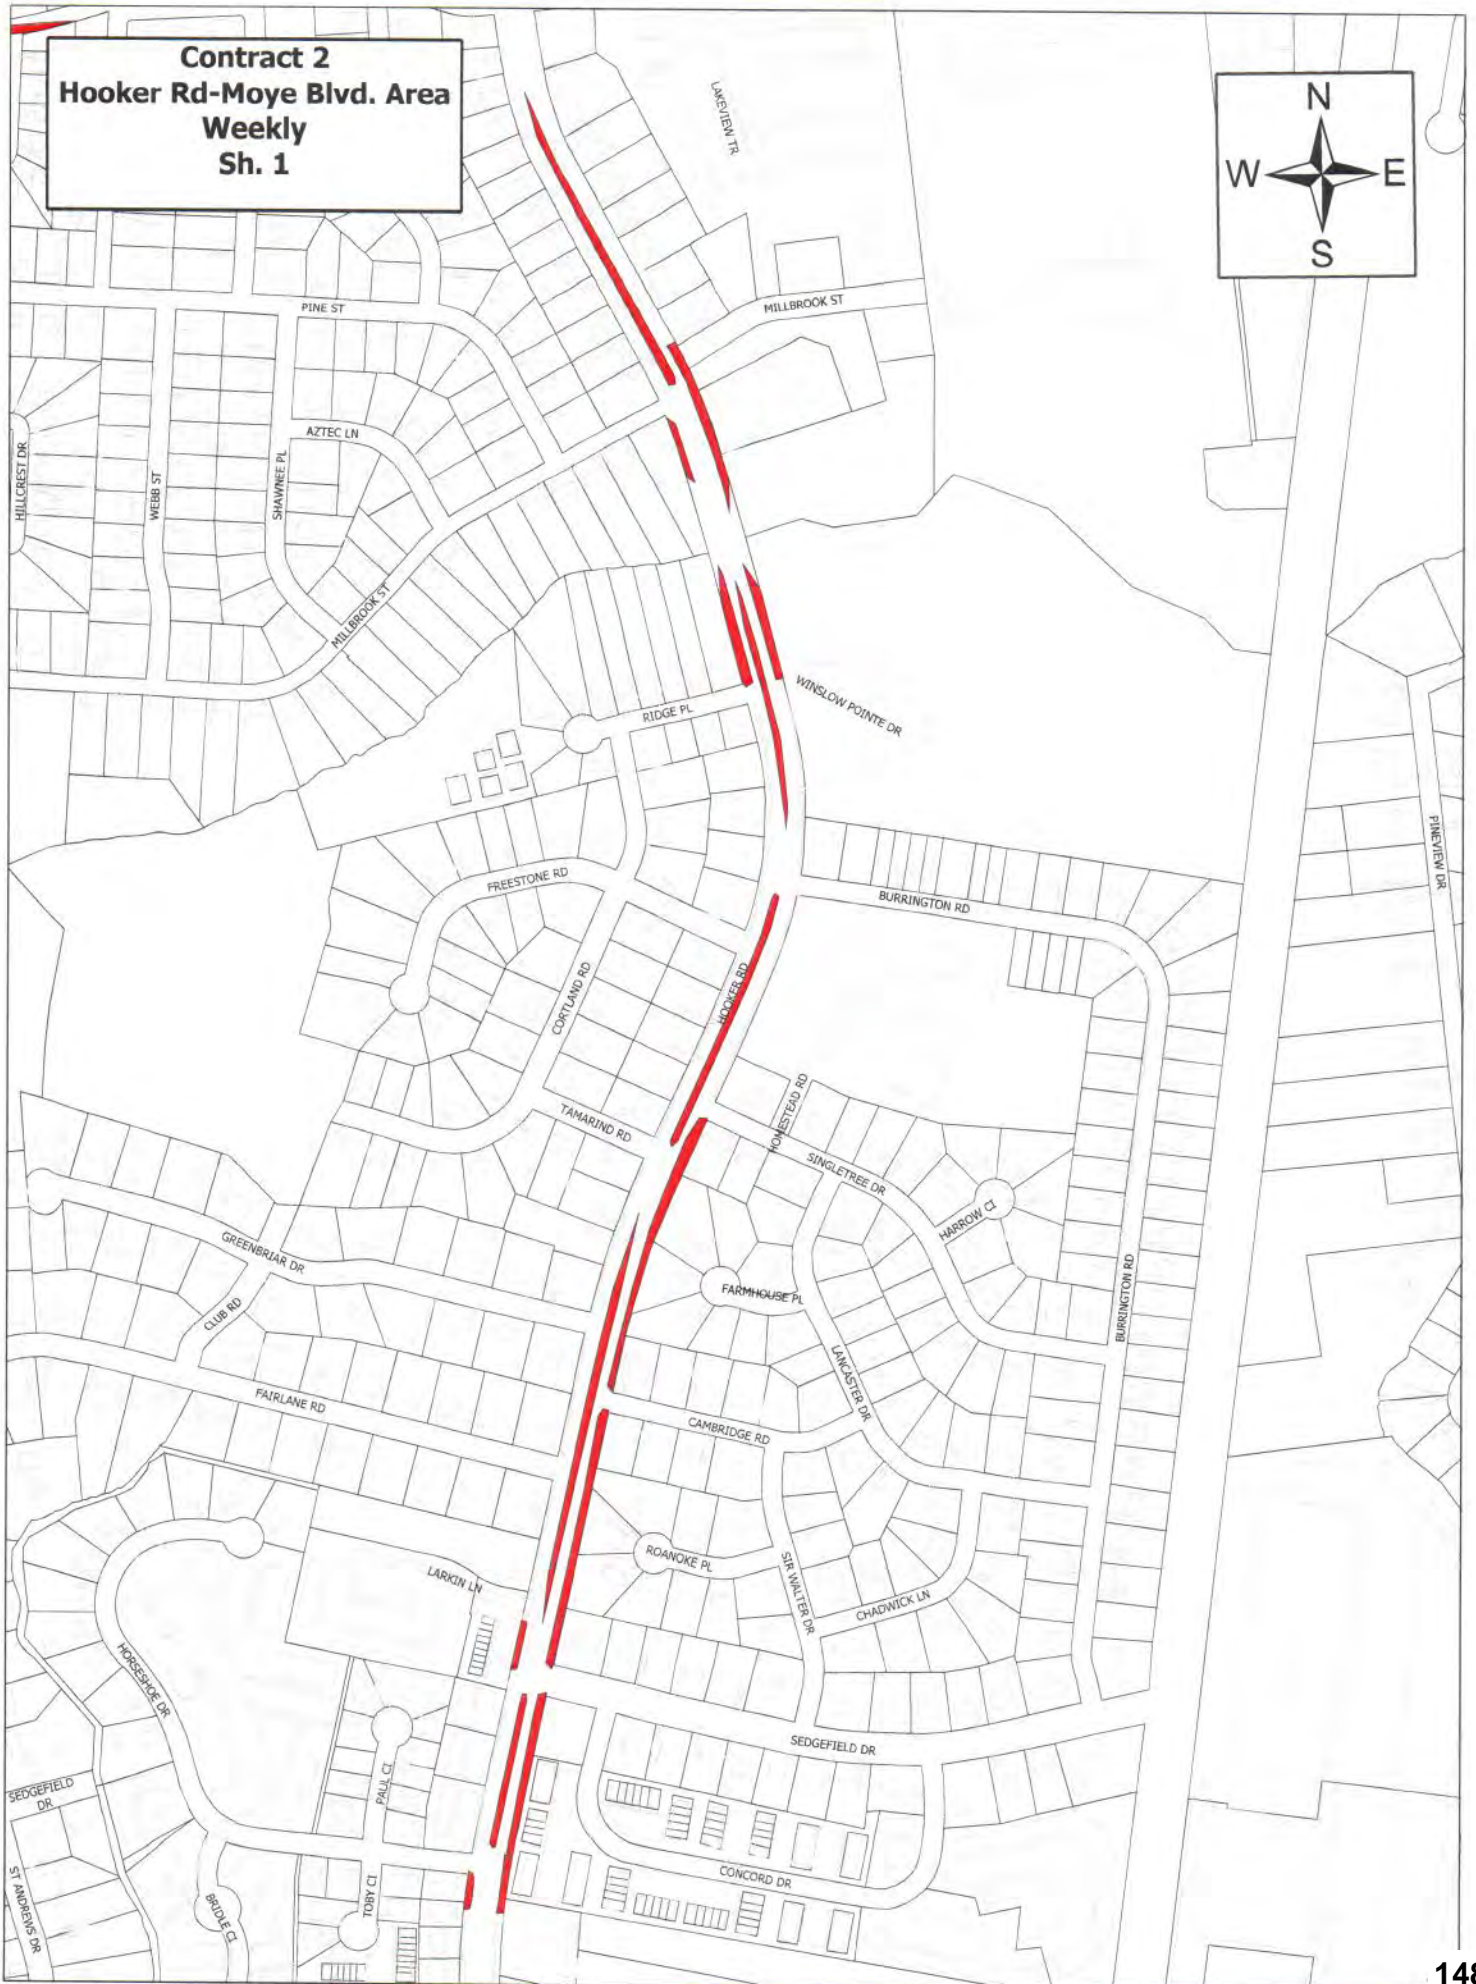 Contract 2
Hooker Rd-Moye Blvd. Area
Weekly
Sh. 1
N
W
E
S
LAKEVIEW TR
MILLBROOK ST
PINE ST
AZTEC LN
HILLCREST DR
WEBB ST
SHAWNEE PL
MILLBROOK ST
RIDGE PL
WINSLOW POINTE DR
PINEVIEW DR
FREESTONE RD
BURRINGTON RD
CORTLAND RD
HOOKER RD
HOMESTEAD RD
TAMARIND RD
SINGLETREE DR
HARROW CI
GREENBRIAR DR
CLUB RD
FARMHOUSE PL
BURRINGTON RD
LANCASTER DR
FAIRLANE RD
CAMBRIDGE RD
ROANOKE PL
LARKIN LN
SIR WALTER DR
CHADWICK LN
HORSESHOE DR
SEDGEFIELD DR
PAUL CI
SEDGEFIELD
DR
CONCORD DR
ST ANDREWS DR
BRIDLE CI
TOBY CI
148